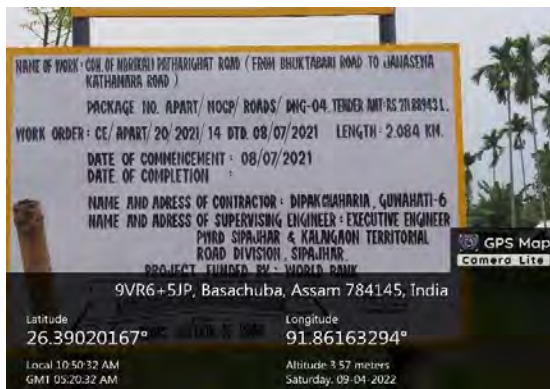 NAME OF WORK: CON. OF NORIKALI PATHARIGHAT ROAD (FROM BHUKTABARI ROAD TO JANASEWA
KATHAMARA ROAD)
PACKAGE NO. APART/ NOGP/ ROADS/ DNG-04. TENDER AMT: RS
WORK ORDER: CE/APART/20/2021/14 DTD. 08/07/2021 LENGTH: 2.084 KM.
DATE OF COMMENCEMENT : 08/07/2021
DATE OF COMPLETION :
NAME AND ADRESS OF CONTRACTOR : DIPAK CHAHARIA, GUWAHATI-6
NAME AND ADRESS OF SUPERVISING ENGINEER : EXECUTIVE ENGINEER
PWRD SIPAJHAR & KALAIGAON TERRITORIAL
ROAD DIVISION, SIPAJHAR.
PROJECT FUNDED BY : WORLD BANK
GPS Map
Camera Lite
9VR6+5JP, Basachuba, Assam 784145, India
Latitude
26.39020167°
Longitude
91.86163294°
Local 10:50:32 AM
GMT 05:20:32 AM
Altitude 3.57 meters
Saturday, 09-04-2022